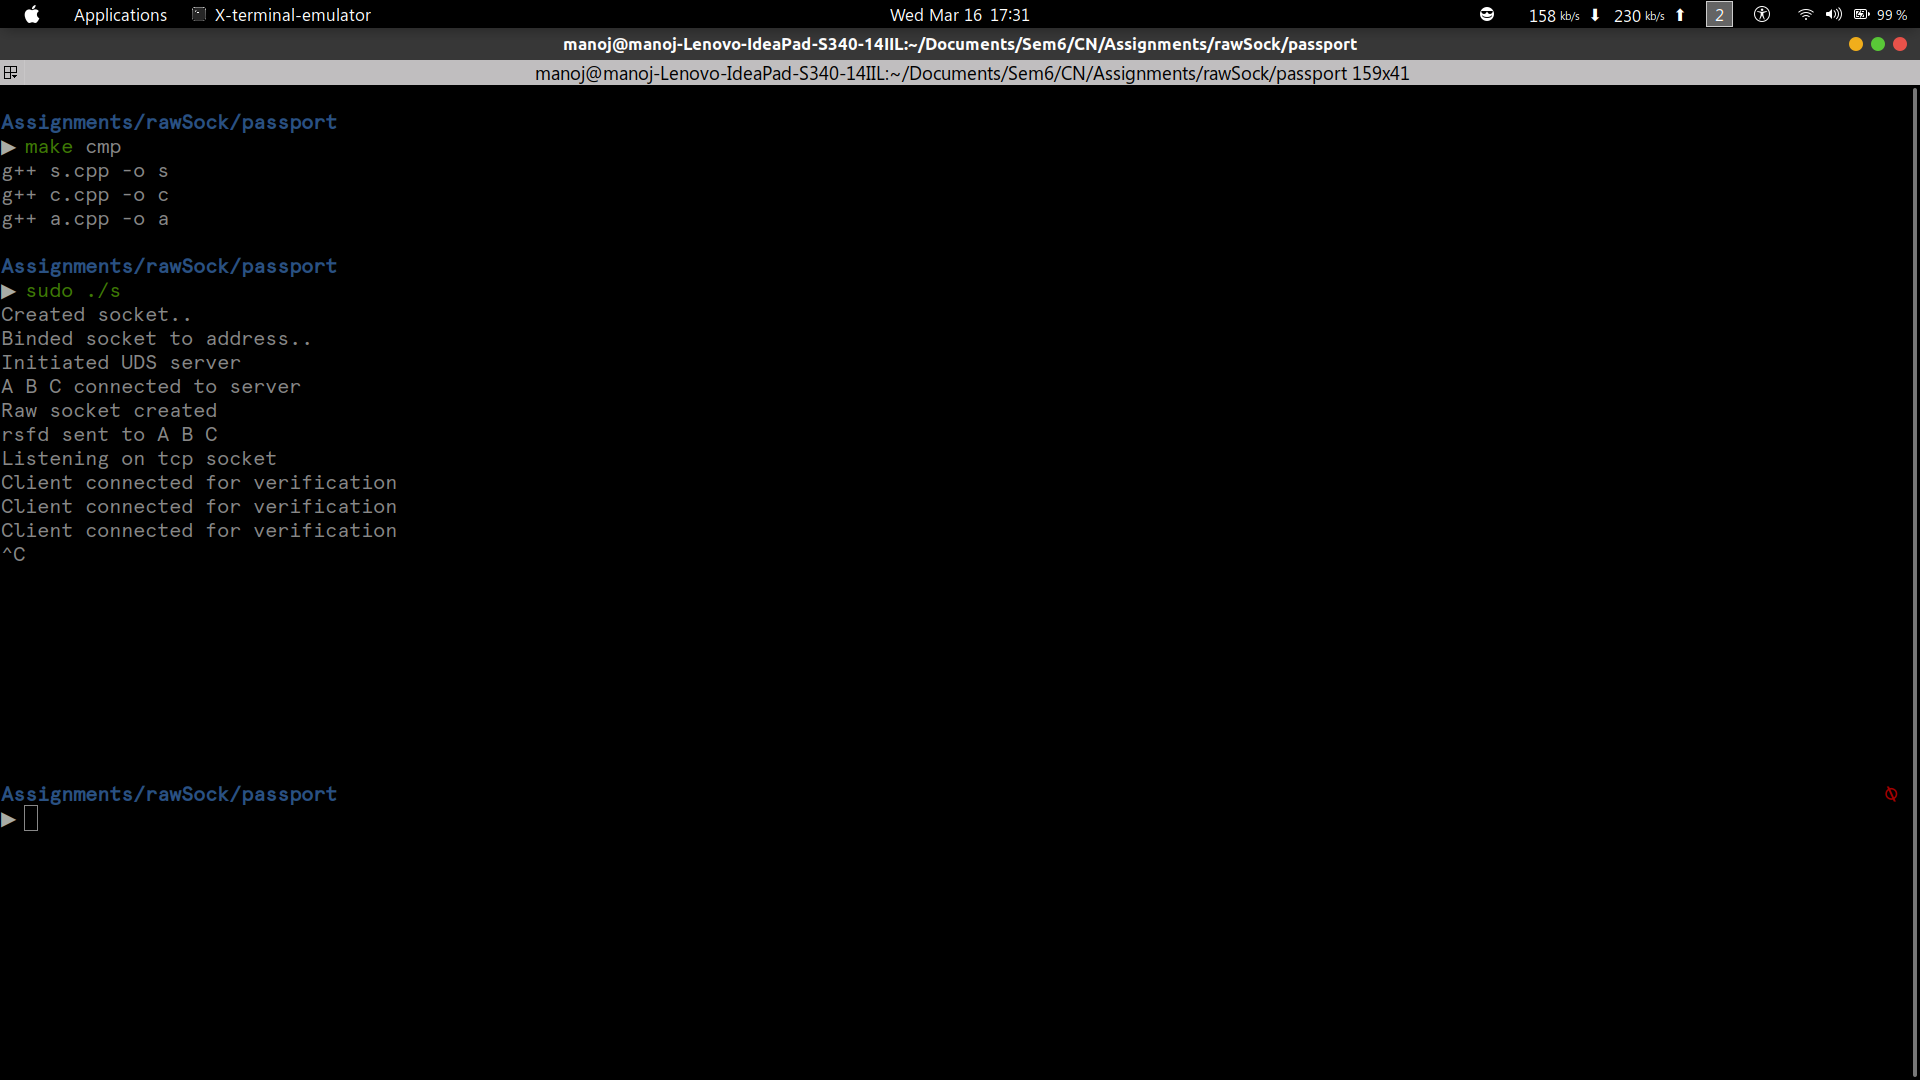 Applications X-terminal-emulator Wed Mar 16 17:31 158 kb/s ⬇ 230 kb/s ⬆ 2 99 %
manoj@manoj-Lenovo-IdeaPad-S340-14IIL:~/Documents/Sem6/CN/Assignments/rawSock/passport
manoj@manoj-Lenovo-IdeaPad-S340-14IIL:~/Documents/Sem6/CN/Assignments/rawSock/passport 159x41
Assignments/rawSock/passport
▶ make cmp
g++ s.cpp -o s
g++ c.cpp -o c
g++ a.cpp -o a
Assignments/rawSock/passport
▶ sudo ./s
Created socket..
Binded socket to address..
Initiated UDS server
A B C connected to server
Raw socket created
rsfd sent to A B C
Listening on tcp socket
Client connected for verification
Client connected for verification
Client connected for verification
^C
Assignments/rawSock/passport
▶